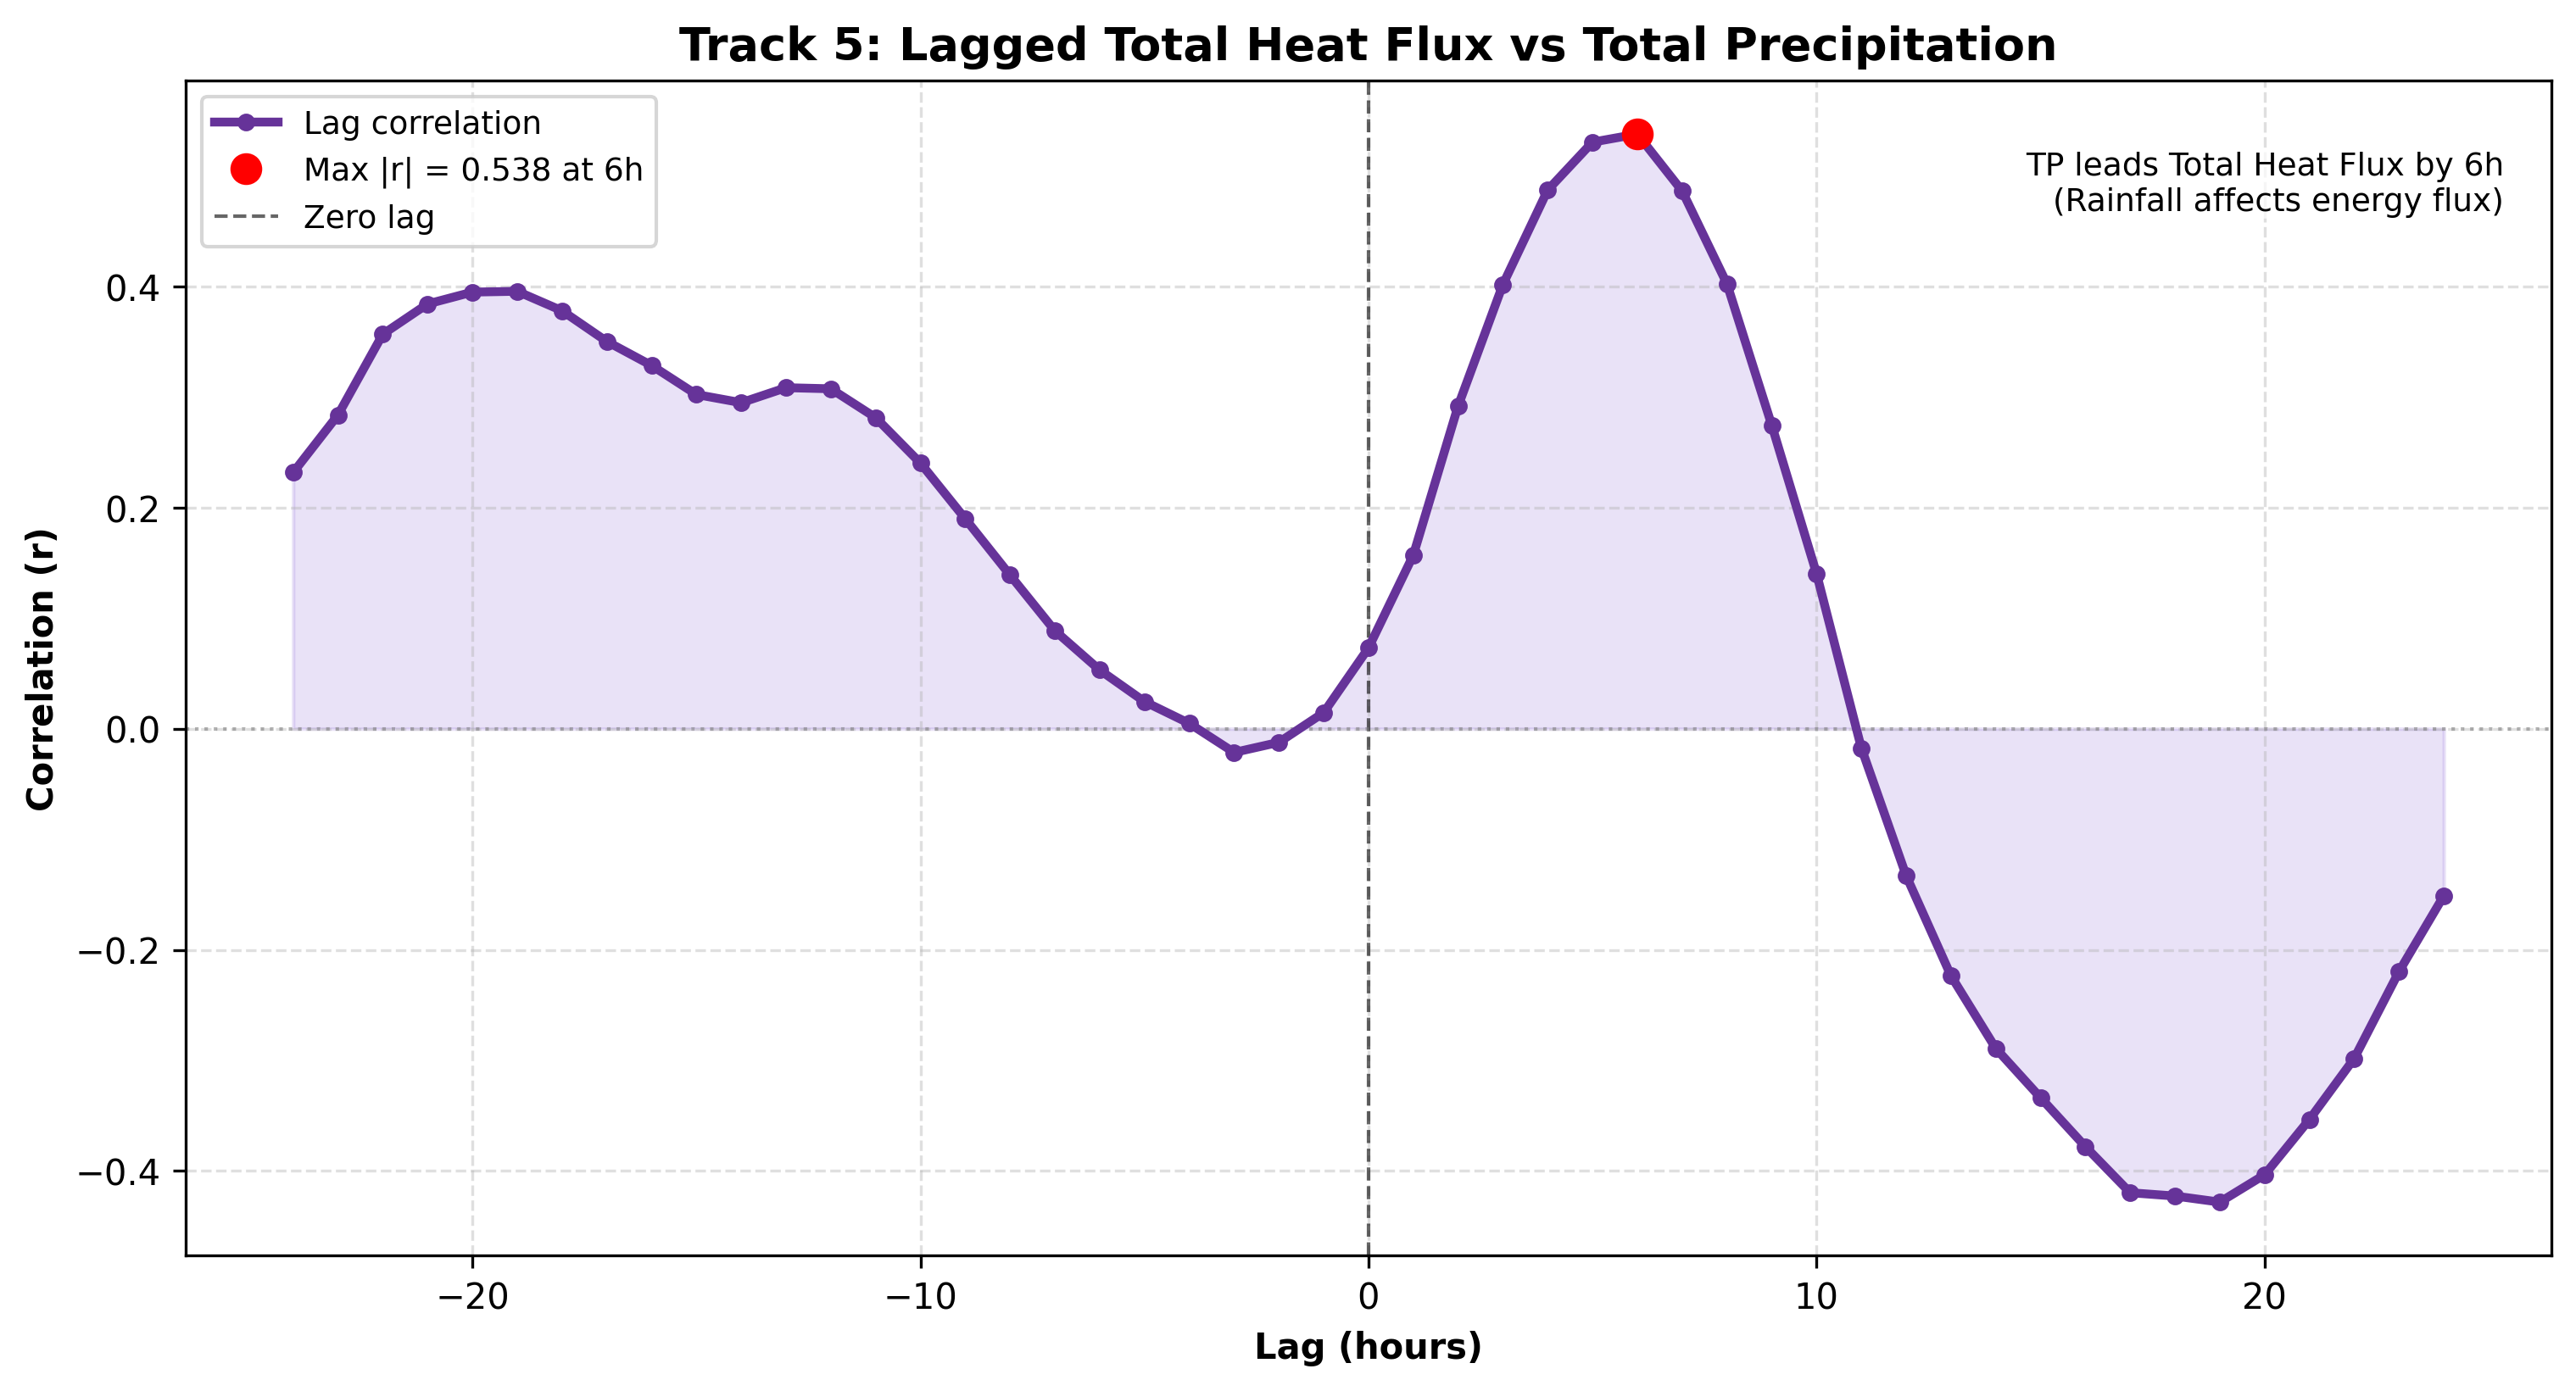 Track 5: Lagged Total Heat Flux vs Total Precipitation
Lag correlation
Max |r| = 0.538 at 6h
Zero lag
TP leads Total Heat Flux by 6h
(Rainfall affects energy flux)
Correlation (r)
0.4
0.2
0.0
−0.2
−0.4
−20
−10
0
10
20
Lag (hours)